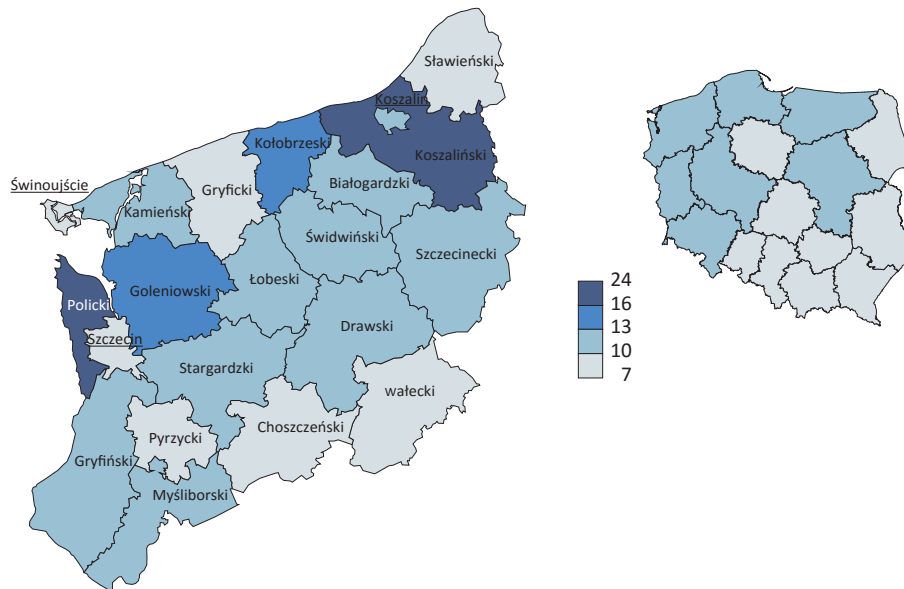 Sławieński
Koszalin
Kołobrzeski
Koszaliński
Świnoujście
Gryficki
Białogardzki
Kamieński
Świdwiński
Szczecinecki
Łobeski
Goleniowski
Policki
Drawski
Szczecin
Stargardzki
wałecki
Choszczeński
Pyrzycki
Gryfiński
Myśliborski
24
16
13
10
7